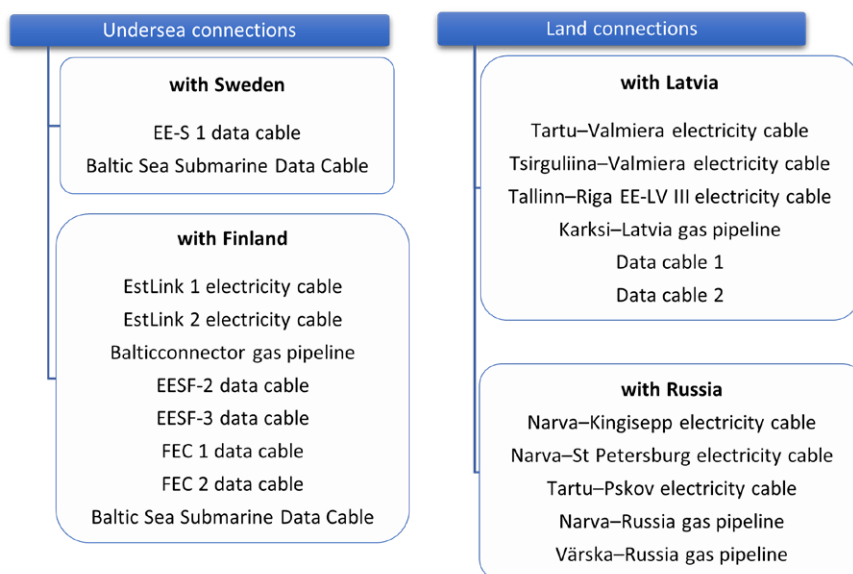 Undersea connections
with Sweden
EE-S 1 data cable
Baltic Sea Submarine Data Cable
with Finland
EstLink 1 electricity cable
EstLink 2 electricity cable
Balticconnector gas pipeline
EESF-2 data cable
EESF-3 data cable
FEC 1 data cable
FEC 2 data cable
Baltic Sea Submarine Data Cable
Land connections
with Latvia
Tartu–Valmiera electricity cable
Tsirguliina–Valmiera electricity cable
Tallinn–Riga EE-LV III electricity cable
Karksi–Latvia gas pipeline
Data cable 1
Data cable 2
with Russia
Narva–Kingisepp electricity cable
Narva–St Petersburg electricity cable
Tartu–Pskov electricity cable
Narva–Russia gas pipeline
Värska–Russia gas pipeline